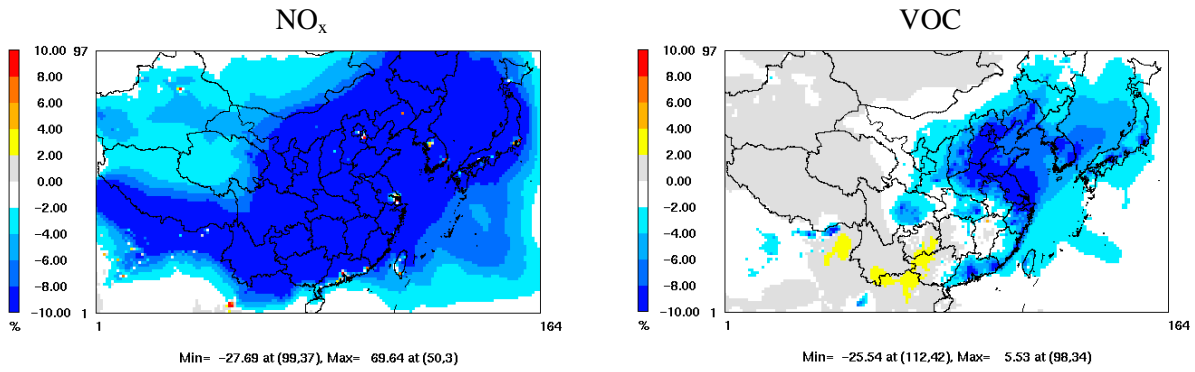 NOx VOC
97 97
10.00 10.00
8.00 8.00
6.00 6.00
4.00 4.00
2.00 2.00
0.00 0.00
−2.00 −2.00
−4.00 −4.00
−6.00 −6.00
−8.00 −8.00
−10.00 1 −10.00 1
% 1 164 % 1 164
Min= −27.69 at (99,37), Max= 69.64 at (50,3) Min= −25.54 at (112,42), Max= 5.53 at (98,34)